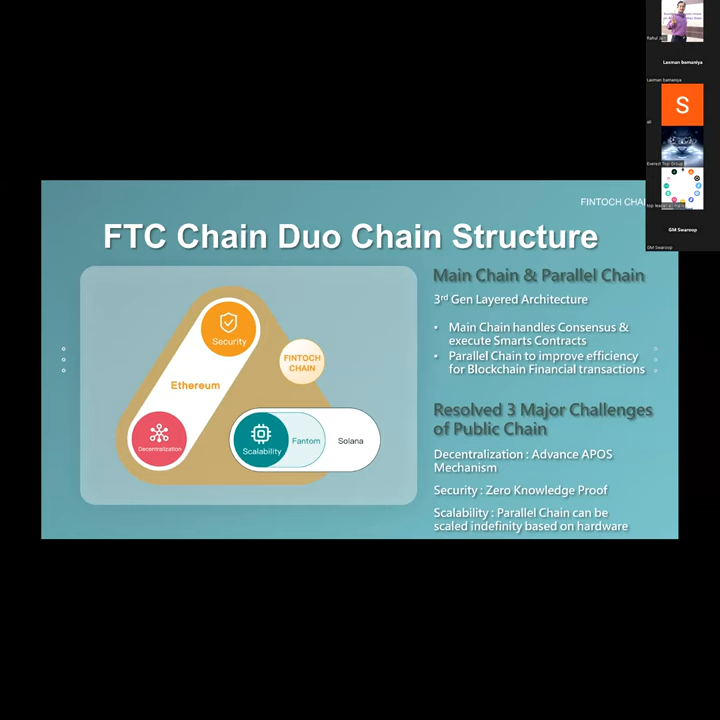 FINTOCH CHAI
FTC Chain Duo Chain Structure
Security
Ethereum
FINTOCH
CHAIN
Decentralization
Scalability
Fantom
Solana
Main Chain & Parallel Chain
3rd Gen Layered Architecture
• Main Chain handles Consensus &
execute Smarts Contracts
• Parallel Chain to improve efficiency
for Blockchain Financial transactions
Resolved 3 Major Challenges
of Public Chain
Decentralization : Advance APOS
Mechanism
Security : Zero Knowledge Proof
Scalability : Parallel Chain can be
scaled indefinity based on hardware
Laxman bamaniya
Laxman bamaniya
S
ali
Everest Top Group
GM Swaroop
GM Swaroop